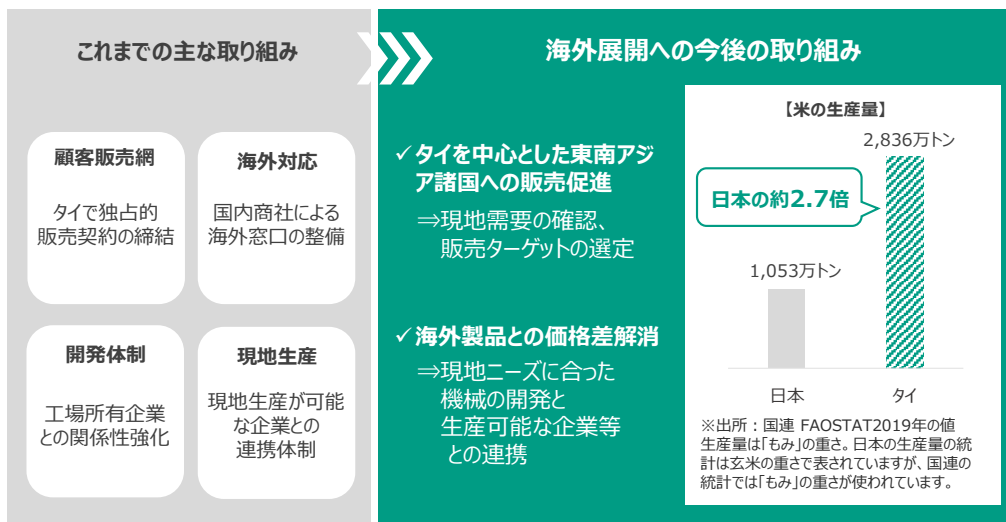 これまでの主な取り組み
顧客販売網
タイで独占的
販売契約の締結
海外対応
国内商社による
海外窓口の整備
開発体制
工場所有企業
との関係性強化
現地生産
現地生産が可能
な企業との
連携体制
海外展開への今後の取り組み
✓タイを中心とした東南アジ
ア諸国への販売促進
⇒現地需要の確認、
販売ターゲットの選定
✓海外製品との価格差解消
⇒現地ニーズに合った
機械の開発と
生産可能な企業等
との連携
【米の生産量】
2,836万トン
日本の約2.7倍
1,053万トン
日本
タイ
※出所：国連 FAOSTAT2019年の値
生産量は「もみ」の重さ。日本の生産量の統
計は玄米の重さで表されていますが、国連の
統計では「もみ」の重さが使われています。